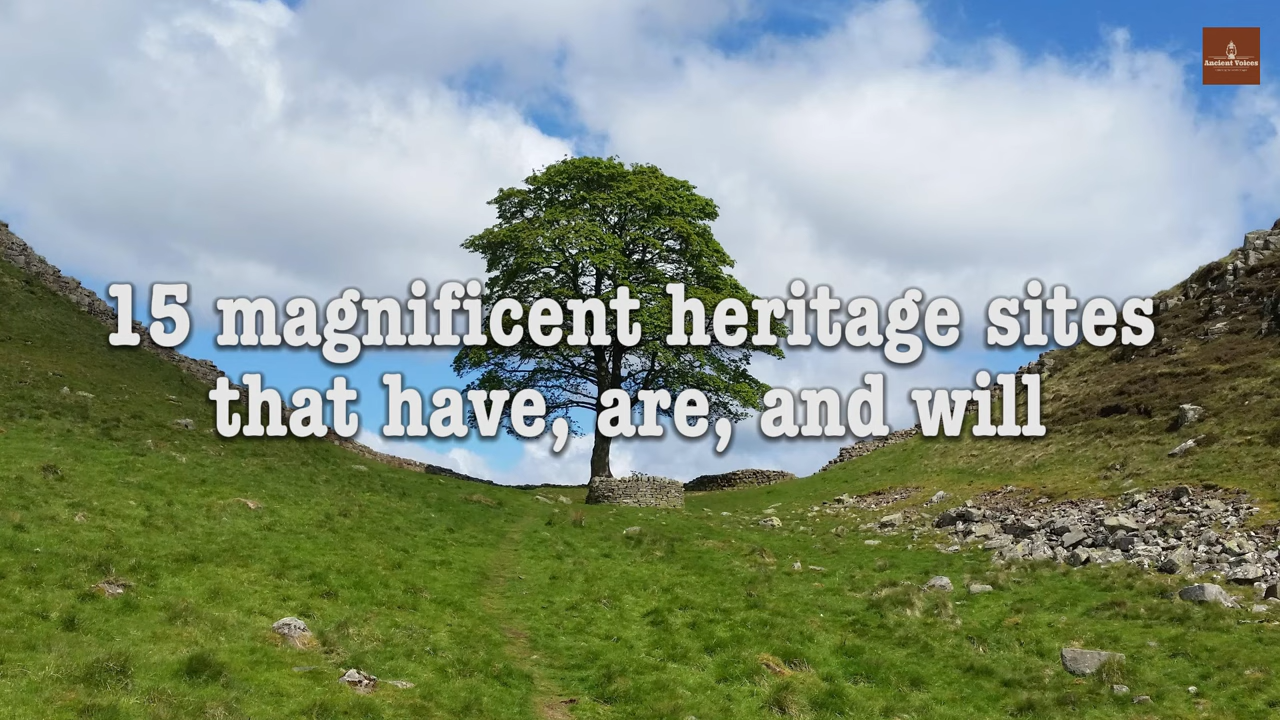 Ancient Voices
15 magnificent heritage sites
that have, are, and will